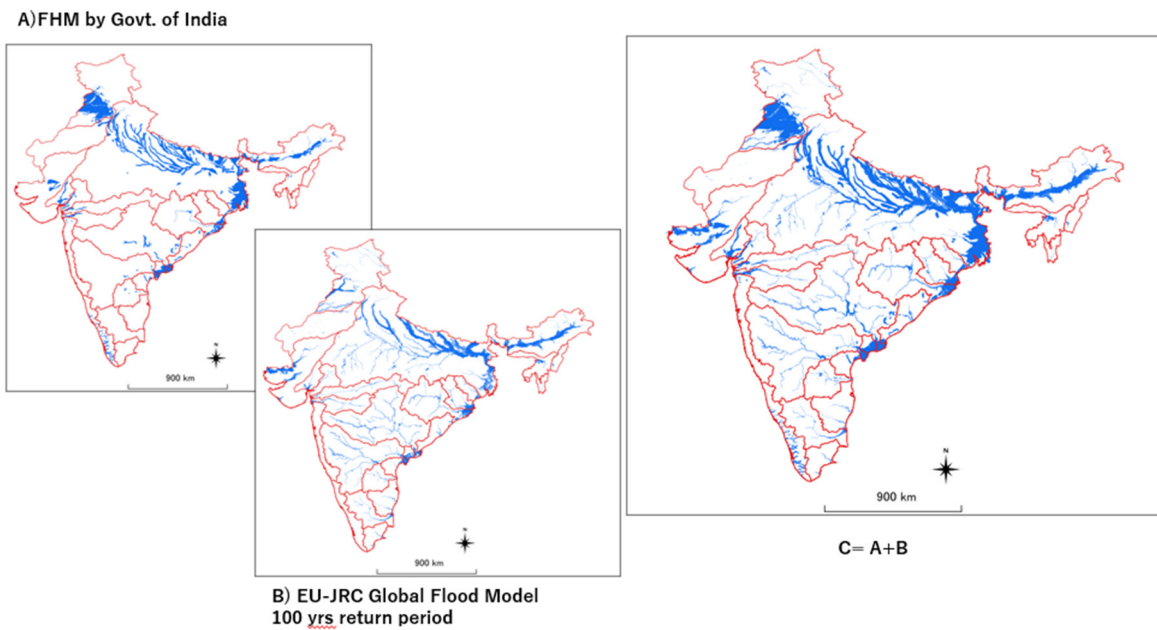 A)FHM by Govt. of India
N
900 km
N
900 km
B) EU-JRC Global Flood Model
100 yrs return period
N
900 km
C= A+B